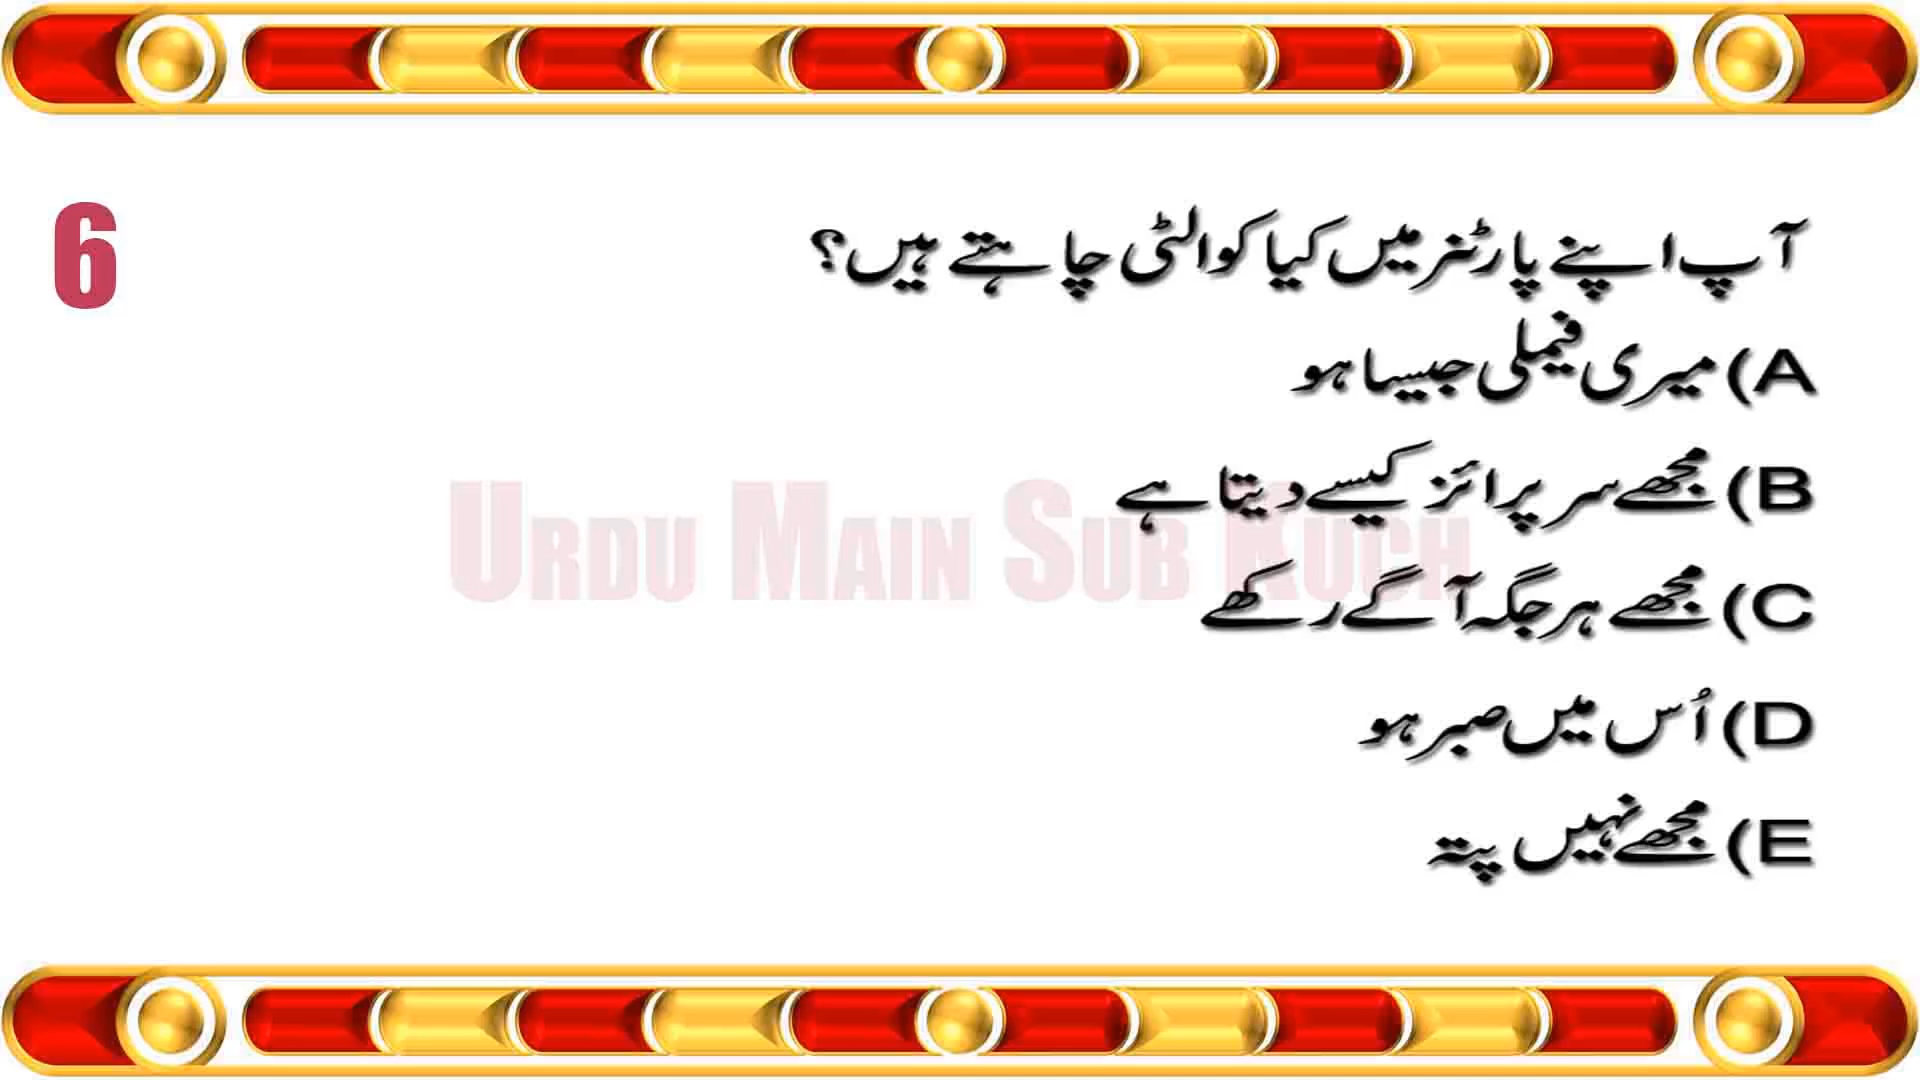 6
آپ اپنے پارٹنر میں کیا کوالٹی چاہتے ہیں؟
A) میری فیملی جیسا ہو
B) مجھے سرپرائز کیسے دیتا ہے
C) مجھے ہر جگہ آگے رکھے
D) اُس میں صبر ہو
E) مجھے نہیں پتہ
URDU MAIN SUB KUCH